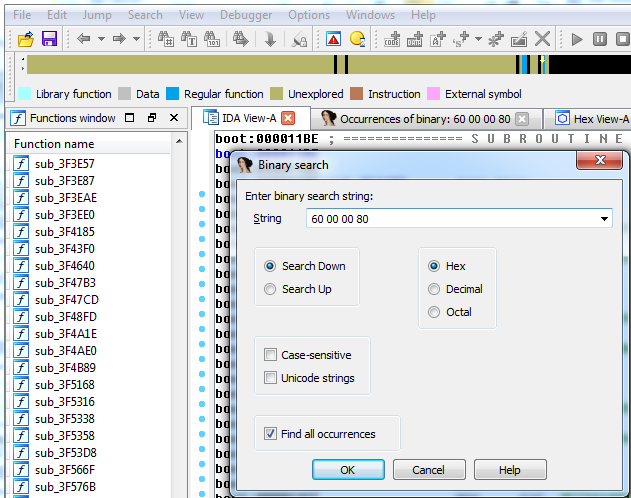 File Edit Jump Search View Debugger Options Windows Help
Library function Data Regular function Unexplored Instruction External symbol
Functions window
IDA View-A
Occurrences of binary: 60 00 00 80
Hex View-A
Function name
sub_3F3E57
sub_3F3E87
sub_3F3EAE
sub_3F3EE0
sub_3F4185
sub_3F43F0
sub_3F4640
sub_3F47B3
sub_3F47CD
sub_3F48FD
sub_3F4A1E
sub_3F4AE0
sub_3F4B89
sub_3F5168
sub_3F5316
sub_3F5338
sub_3F5358
sub_3F53D8
sub_3F566F
sub_3F576B
boot:000011BE ; =============== S U B R O U T I N E
Binary search
Enter binary search string:
String 60 00 00 80
Search Down
Search Up
Hex
Decimal
Octal
Case-sensitive
Unicode strings
Find all occurrences
OK Cancel Help